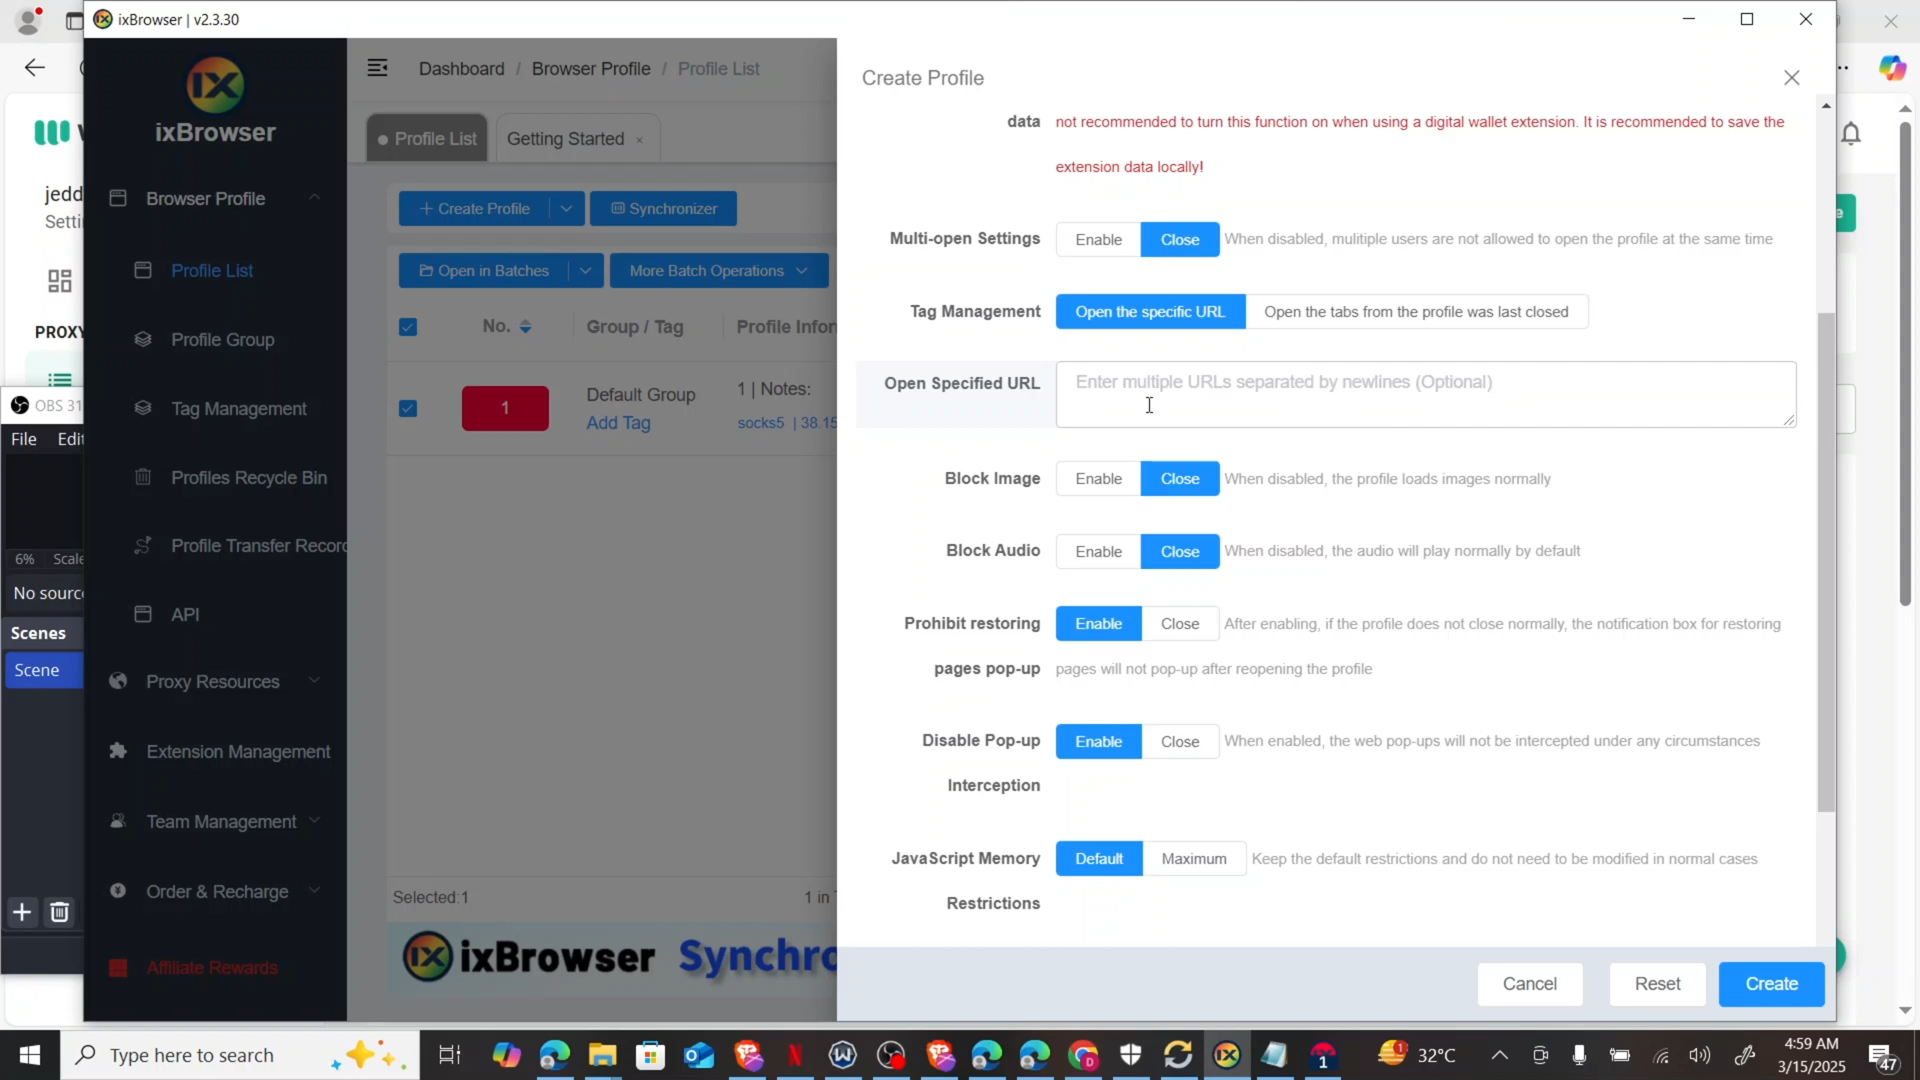 ixBrowser | v2.3.30
ixBrowser
Dashboard / Browser Profile / Profile List
Profile List
Getting Started ×
Browser Profile
Profile List
Profile Group
Tag Management
Profiles Recycle Bin
Profile Transfer Record
API
Proxy Resources
Extension Management
Team Management
Order & Recharge
Affiliate Rewards
jedd
Setti
PROXY
OBS 31
File Edit
6% Scale
No source
Scenes
Scene
+ Create Profile
Synchronizer
Open in Batches
More Batch Operations
No.
Group / Tag
Profile Infor
1
Default Group
Add Tag
1 | Notes:
socks5 | 38.15
Selected:1
1 in
ixBrowser Synchro
Create Profile
data not recommended to turn this function on when using a digital wallet extension. It is recommended to save the
extension data locally!
Multi-open Settings Enable Close When disabled, mulitiple users are not allowed to open the profile at the same time
Tag Management Open the specific URL Open the tabs from the profile was last closed
Open Specified URL Enter multiple URLs separated by newlines (Optional)
Block Image Enable Close When disabled, the profile loads images normally
Block Audio Enable Close When disabled, the audio will play normally by default
Prohibit restoring Enable Close After enabling, if the profile does not close normally, the notification box for restoring
pages pop-up pages will not pop-up after reopening the profile
Disable Pop-up Enable Close When enabled, the web pop-ups will not be intercepted under any circumstances
Interception
JavaScript Memory Default Maximum Keep the default restrictions and do not need to be modified in normal cases
Restrictions
Cancel Reset Create
Type here to search
1
1
32°C
4:59 AM
3/15/2025
47